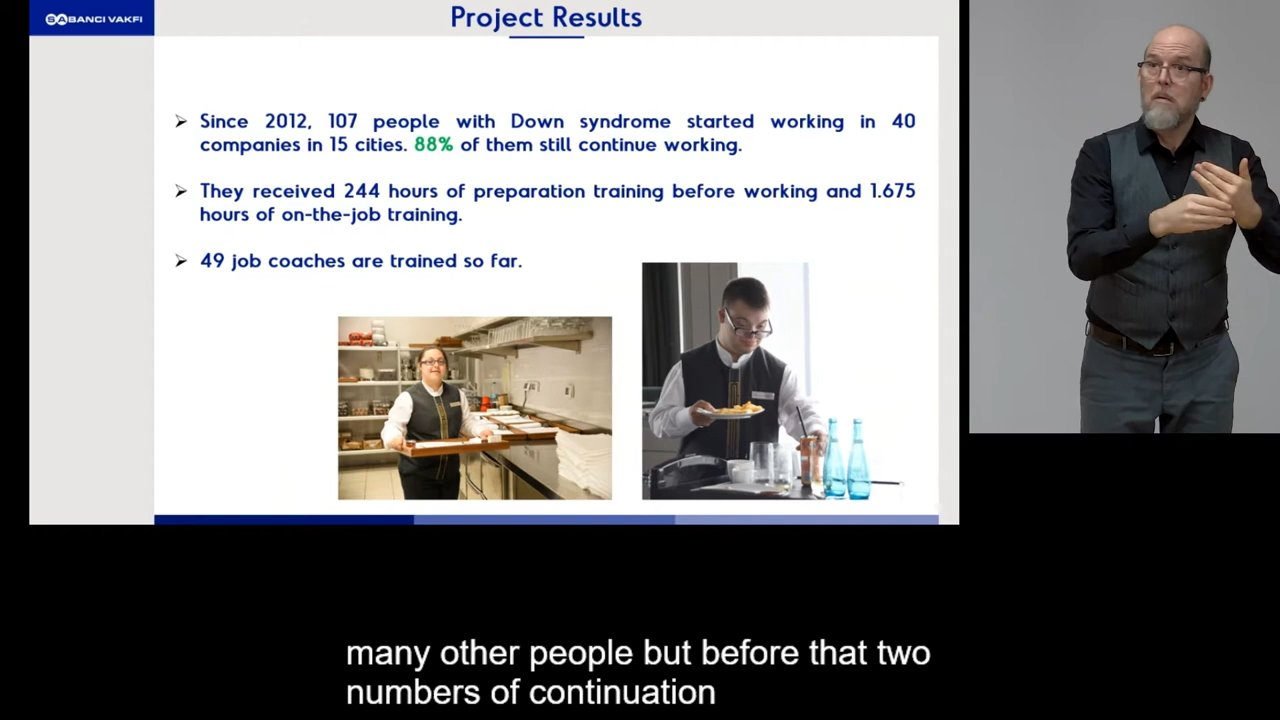 SABANCI VAKFI
Project Results
➢ Since 2012, 107 people with Down syndrome started working in 40
companies in 15 cities. 88% of them still continue working.
➢ They received 244 hours of preparation training before working and 1.675
hours of on-the-job training.
➢ 49 job coaches are trained so far.
many other people but before that two
numbers of continuation